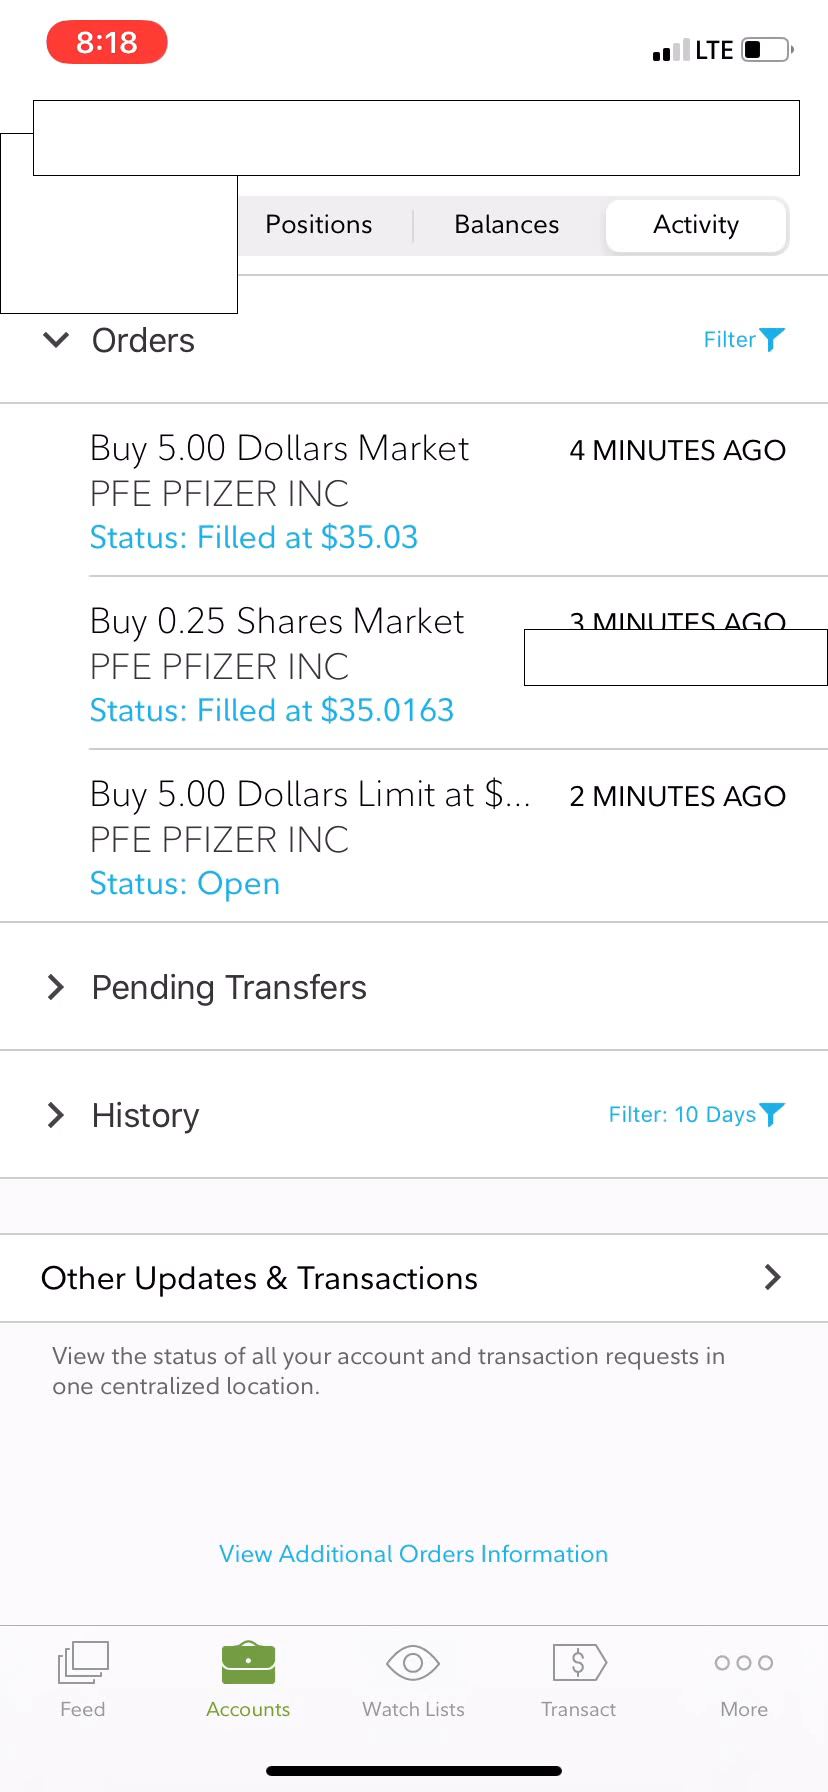 8:18
LTE
Positions
Balances
Activity
Orders
Filter
Buy 5.00 Dollars Market
4 MINUTES AGO
PFE PFIZER INC
Status: Filled at $35.03
Buy 0.25 Shares Market
3 MINUTES AGO
PFE PFIZER INC
Status: Filled at $35.0163
Buy 5.00 Dollars Limit at $...
2 MINUTES AGO
PFE PFIZER INC
Status: Open
Pending Transfers
History
Filter: 10 Days
Other Updates & Transactions
View the status of all your account and transaction requests in
one centralized location.
View Additional Orders Information
Feed
Accounts
Watch Lists
Transact
More